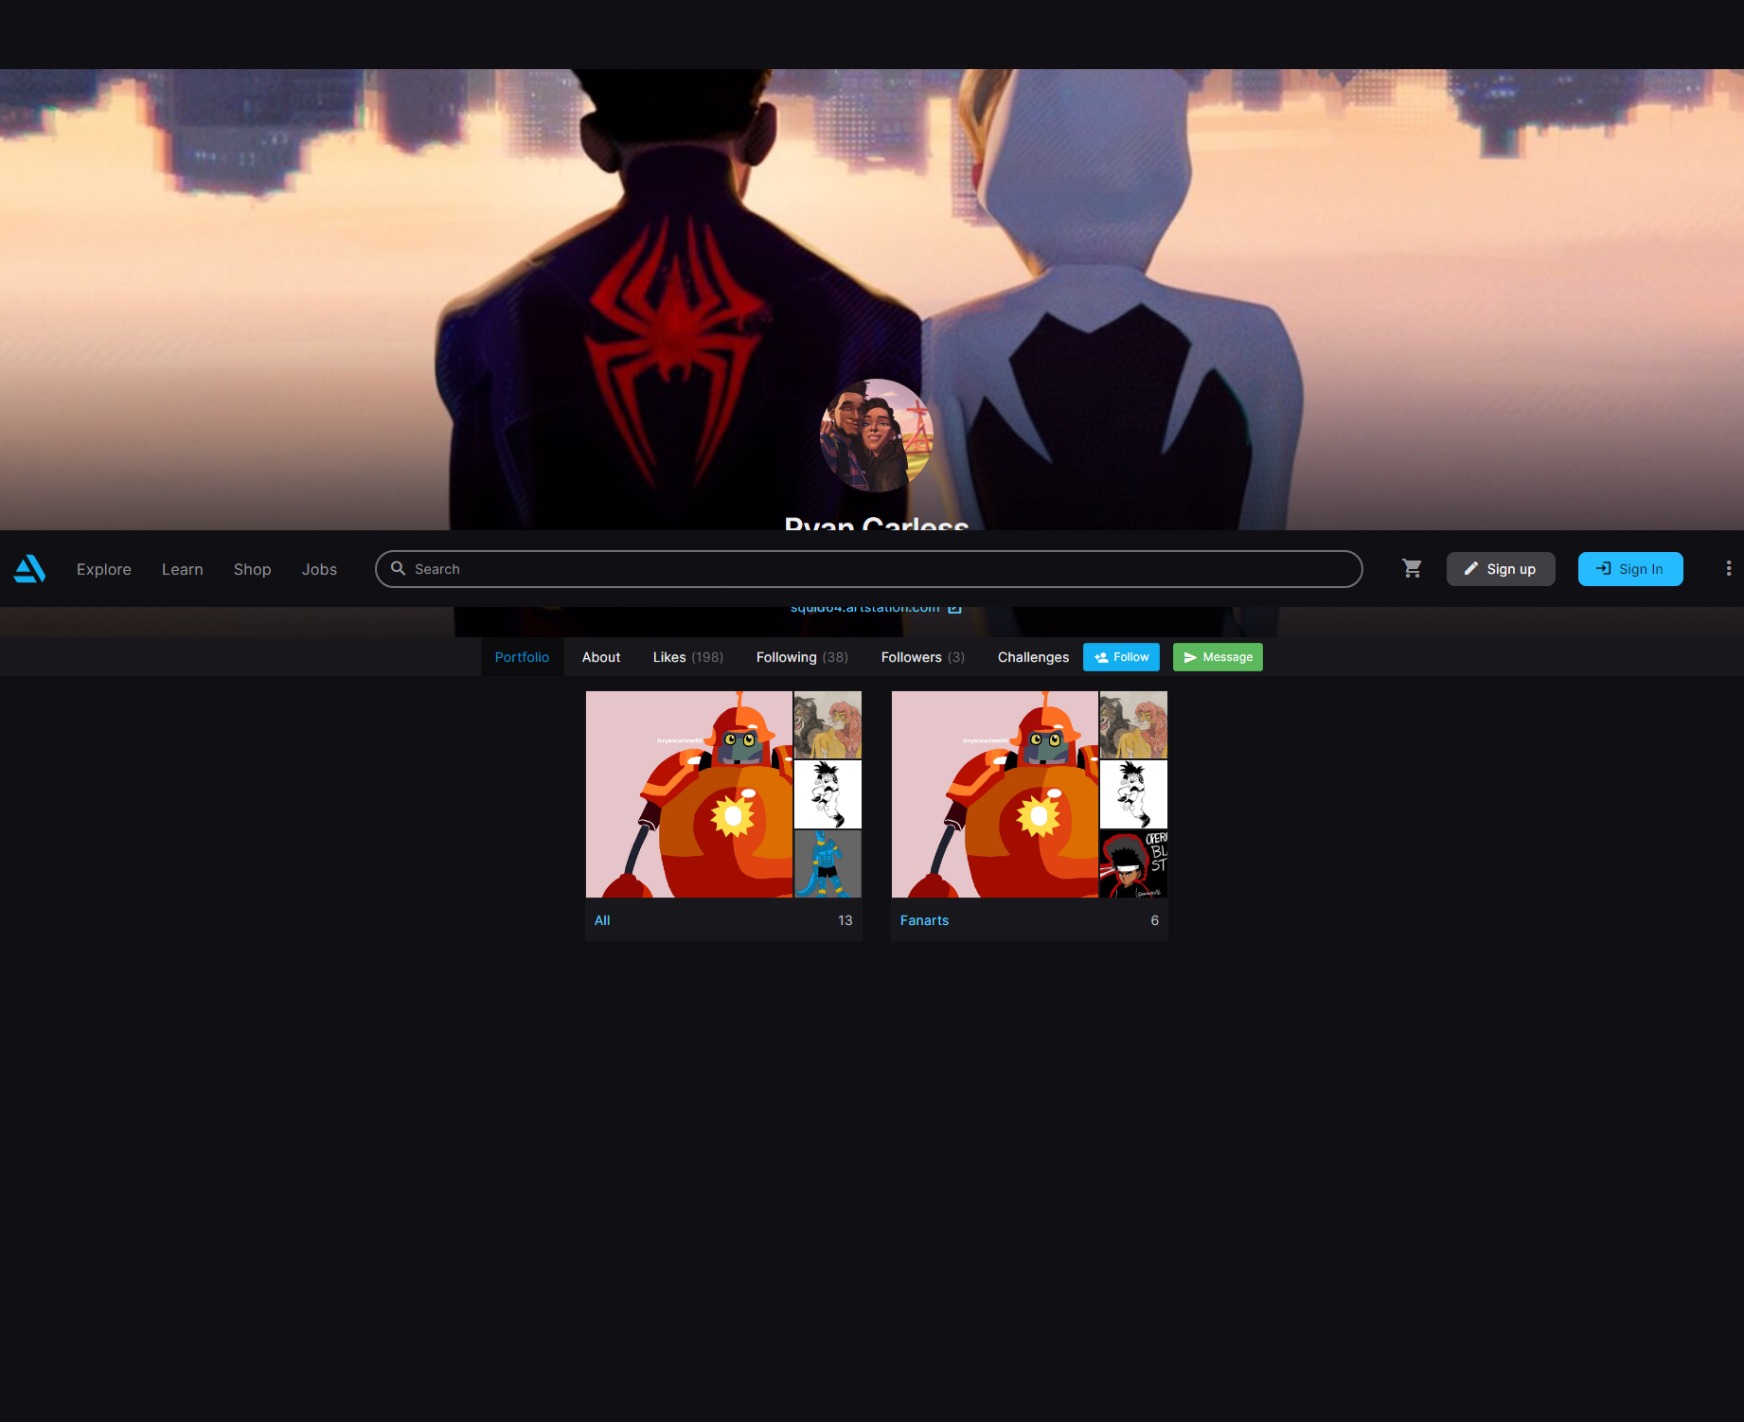 Ryan Carless
Explore
Learn
Shop
Jobs
Search
Sign up
Sign In
squid64.artstation.com
Portfolio
About
Likes (198)
Following (38)
Followers (3)
Challenges
Follow
Message
All
13
Fanarts
6